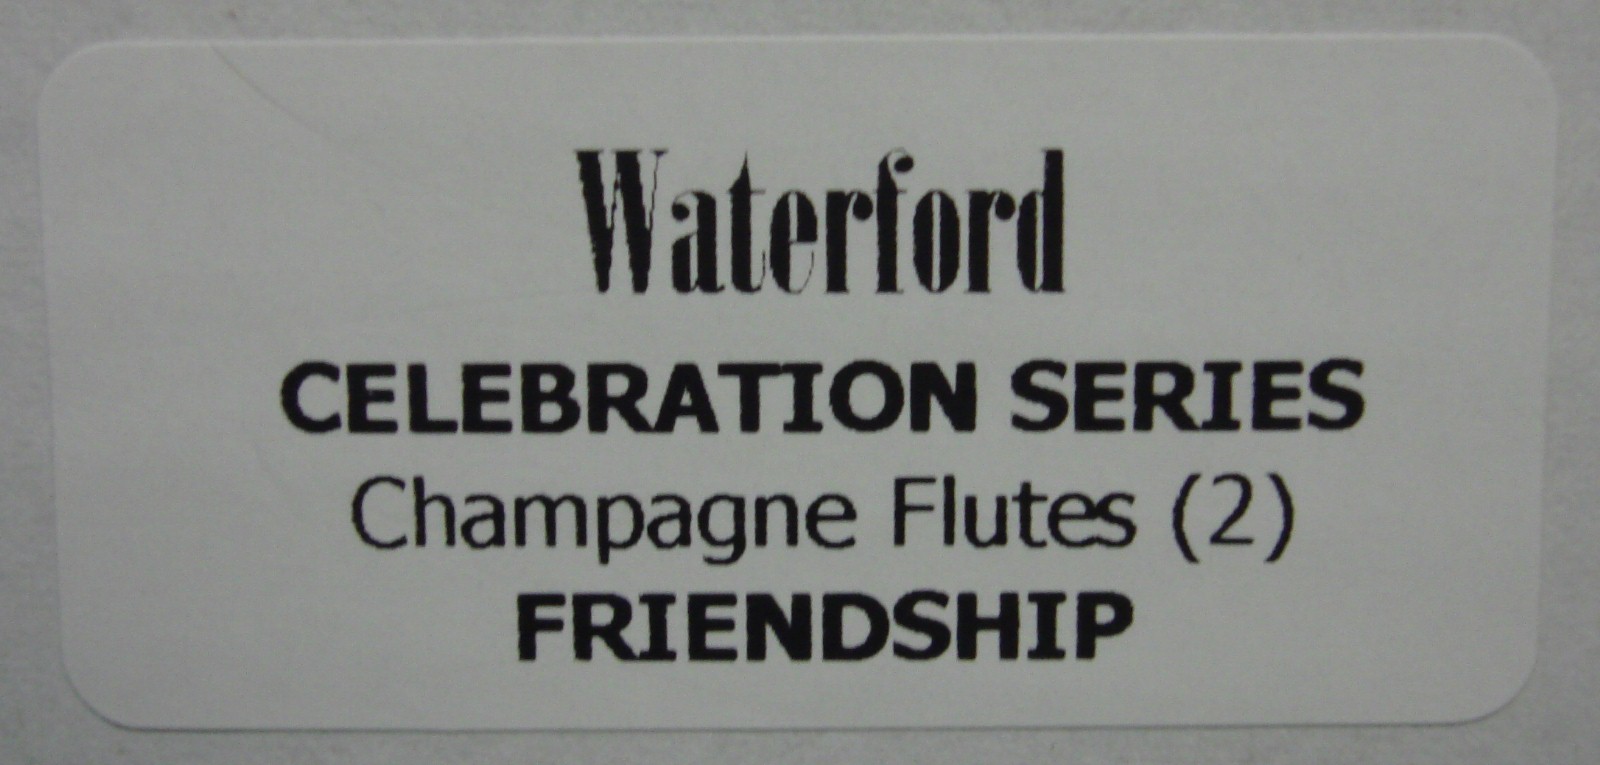 Waterford
CELEBRATION SERIES
Champagne Flutes (2)
FRIENDSHIP